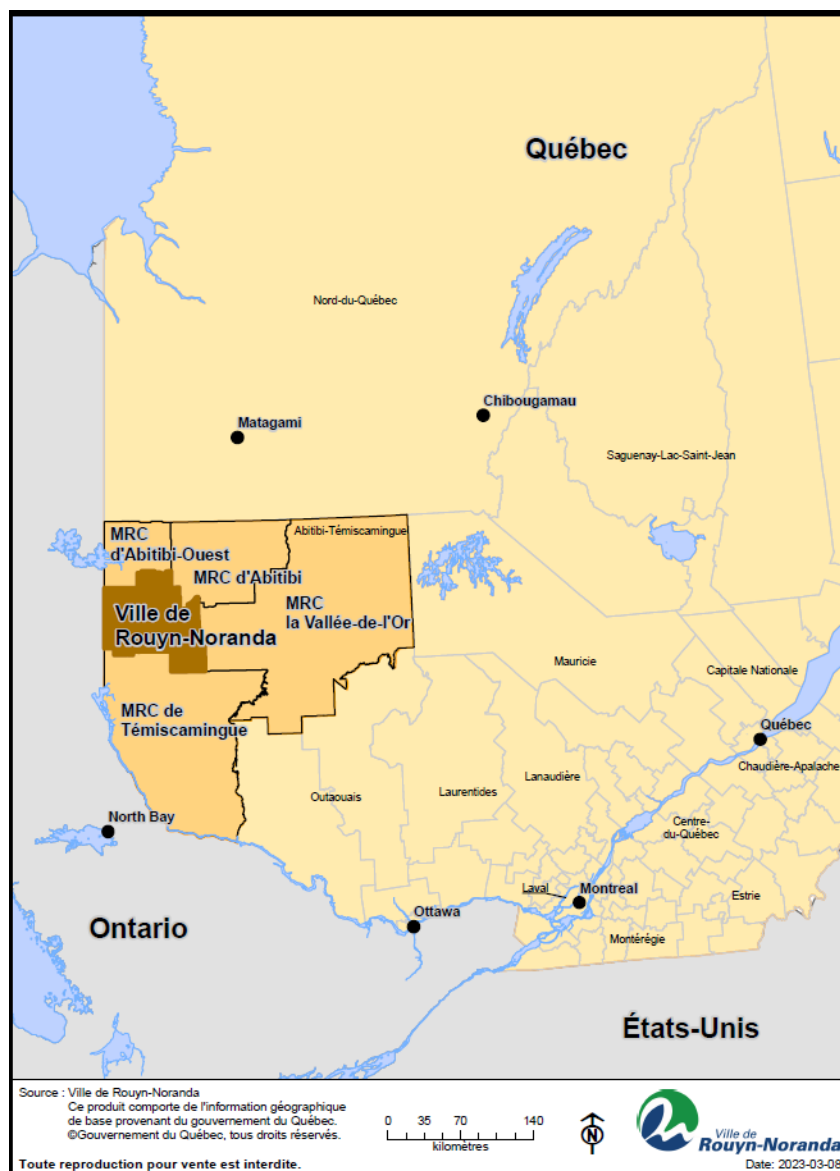 Québec
Nord-du-Québec
Chibougamau
Matagami
Saguenay-Lac-Saint-Jean
MRC
d'Abitibi-Ouest
Abitibi-Témiscamingue
MRC d'Abitibi
MRC
la Vallée-de-l'Or
Ville de
Rouyn-Noranda
Mauricie
Capitale Nationale
MRC de
Témiscamingue
Québec
Chaudière-Apalache
Lanaudière
Outaouais
Laurentides
North Bay
Centre-
du-Québec
Laval
Montreal
Estrie
Ottawa
Ontario
Montérégie
États-Unis
Source : Ville de Rouyn-Noranda
Ce produit comporte de l'information géographique
de base provenant du gouvernement du Québec.
©Gouvernement du Québec, tous droits réservés.
Toute reproduction pour vente est interdite.
0 35 70 140
kilomètres
N
Ville de
Rouyn-Noranda
Date: 2023-03-08